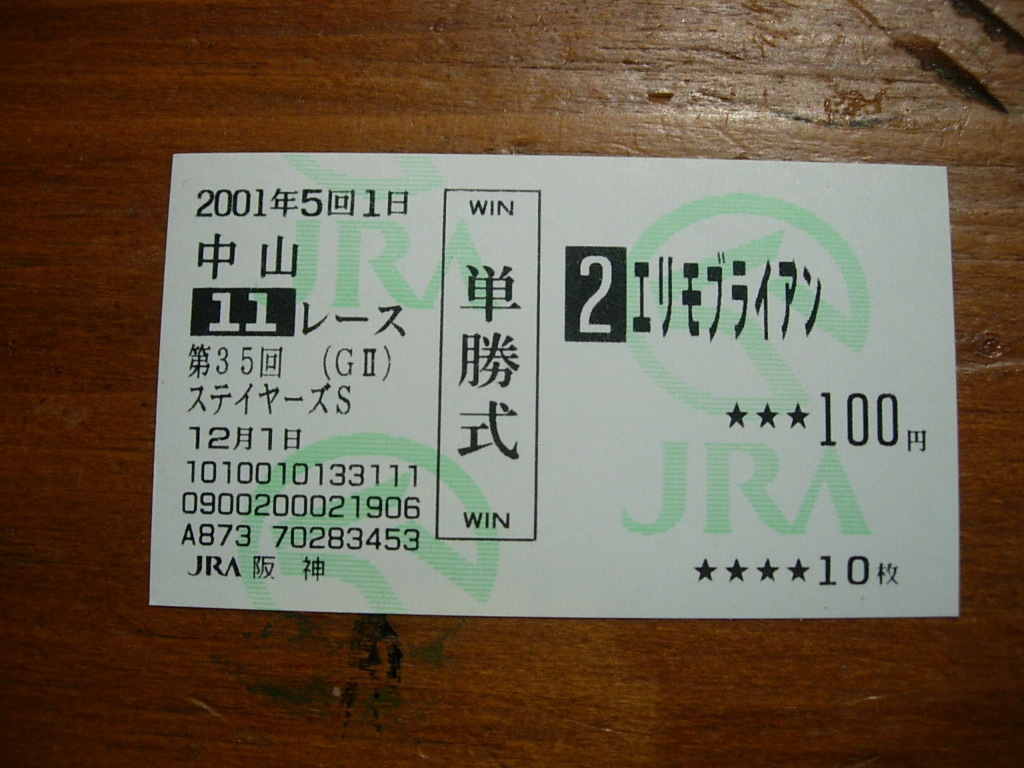 2001年5回1日
中山
11レース
第35回 (GⅡ)
ステイヤーズS
12月1日
1010010133111
0900200021906
A873 70283453
JRA 阪神
WIN
単勝式
WIN
2 エリモブライアン
★★★100円
★★★★10枚
JRA
JRA